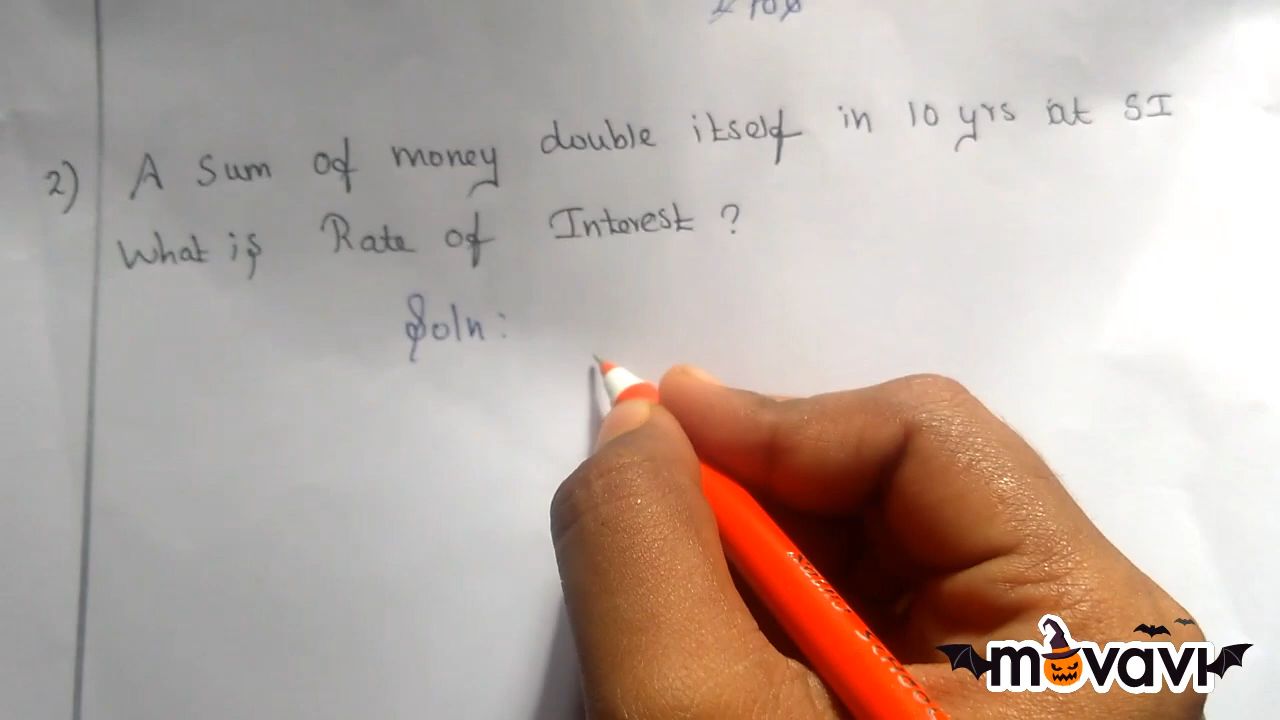 2) A Sum of money double itself in 10 yrs at SI
What is Rate of Interest ?
Soln :
movavi